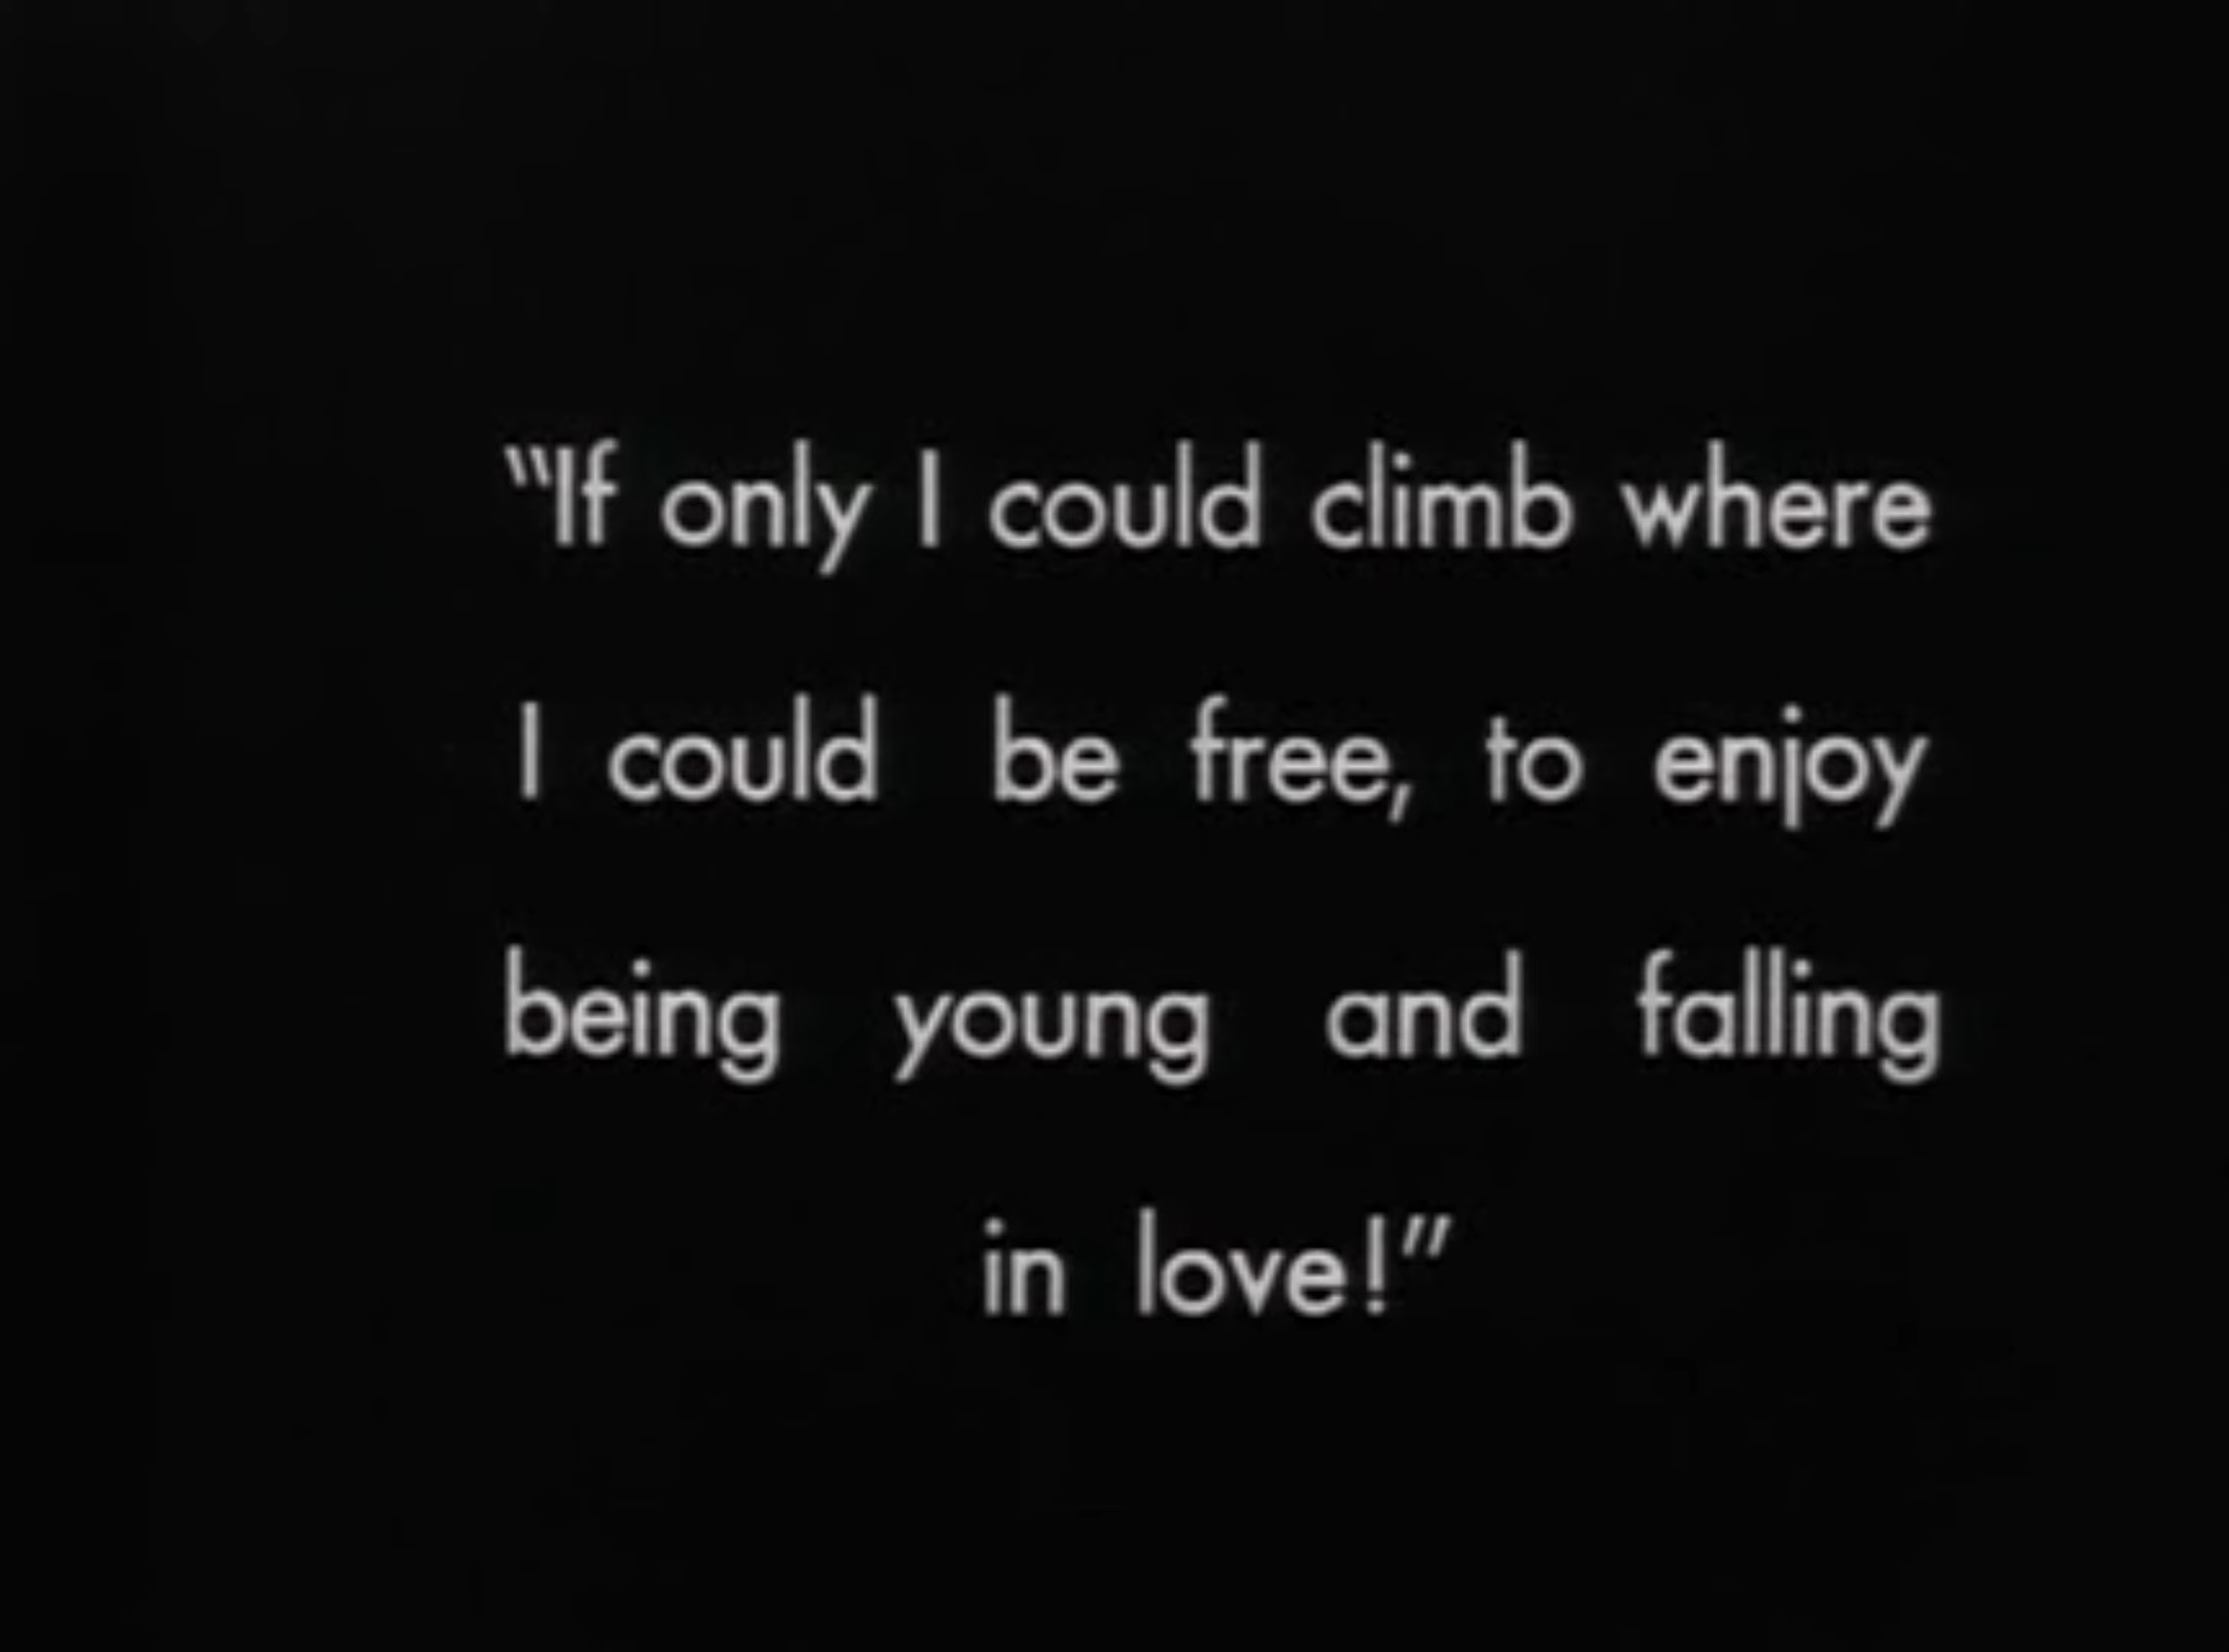 “If only I could climb where
I could be free, to enjoy
being young and falling
in love!”